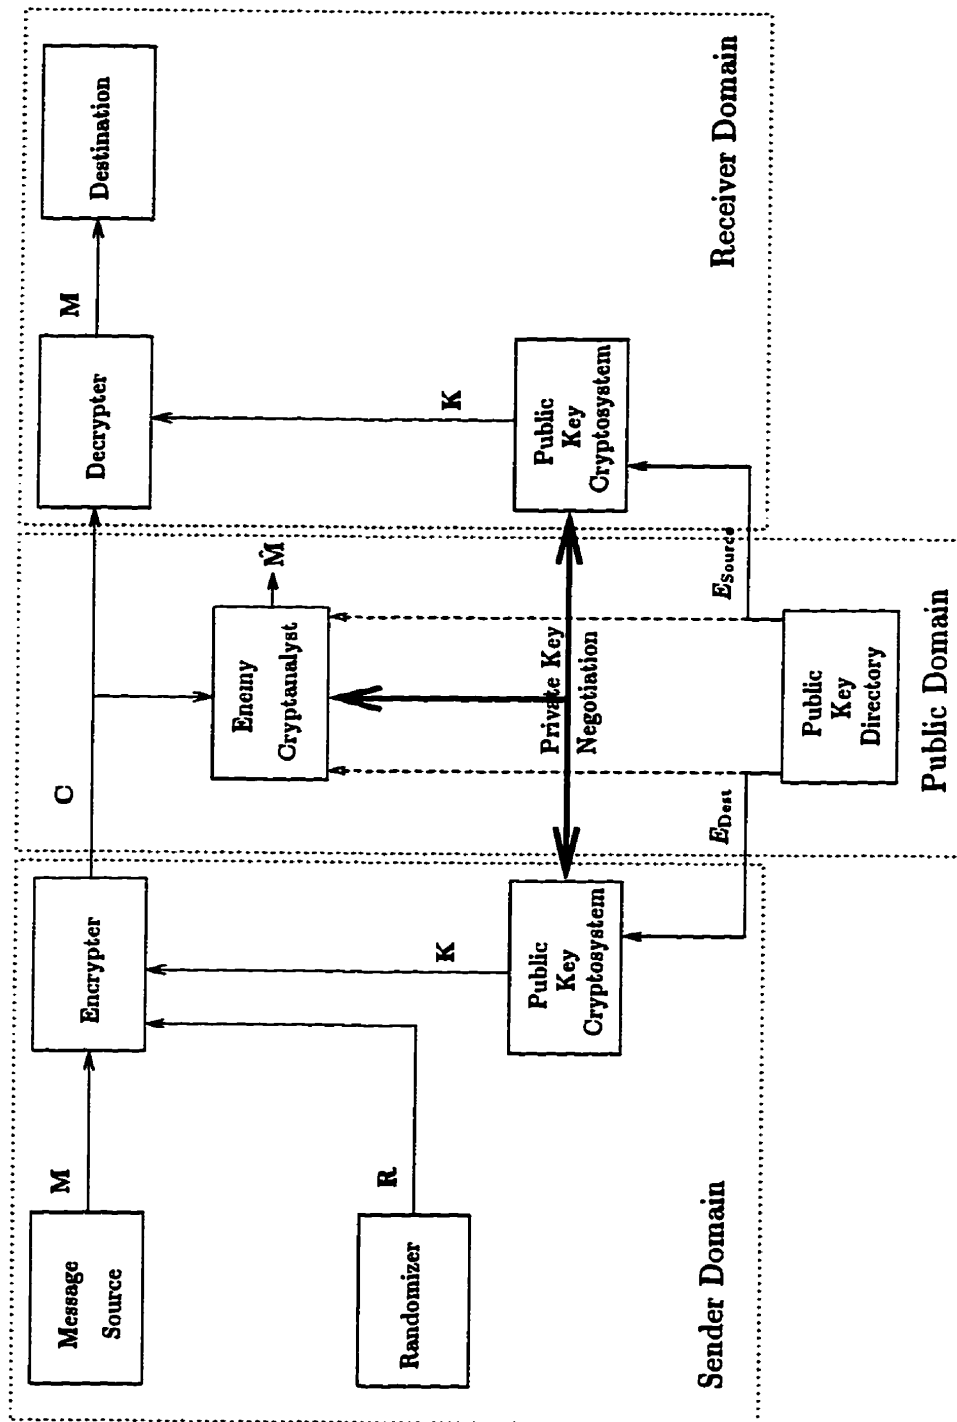 Message
Source
M
Encrypter
C
Decrypter
M
Destination
Enemy
Cryptanalyst
M̂
Randomizer
R
K
K
Public
Key
Cryptosystem
Private Key
Negotiation
Public
Key
Cryptosystem
E_Dest
E_Source
Public
Key
Directory
Sender Domain
Public Domain
Receiver Domain